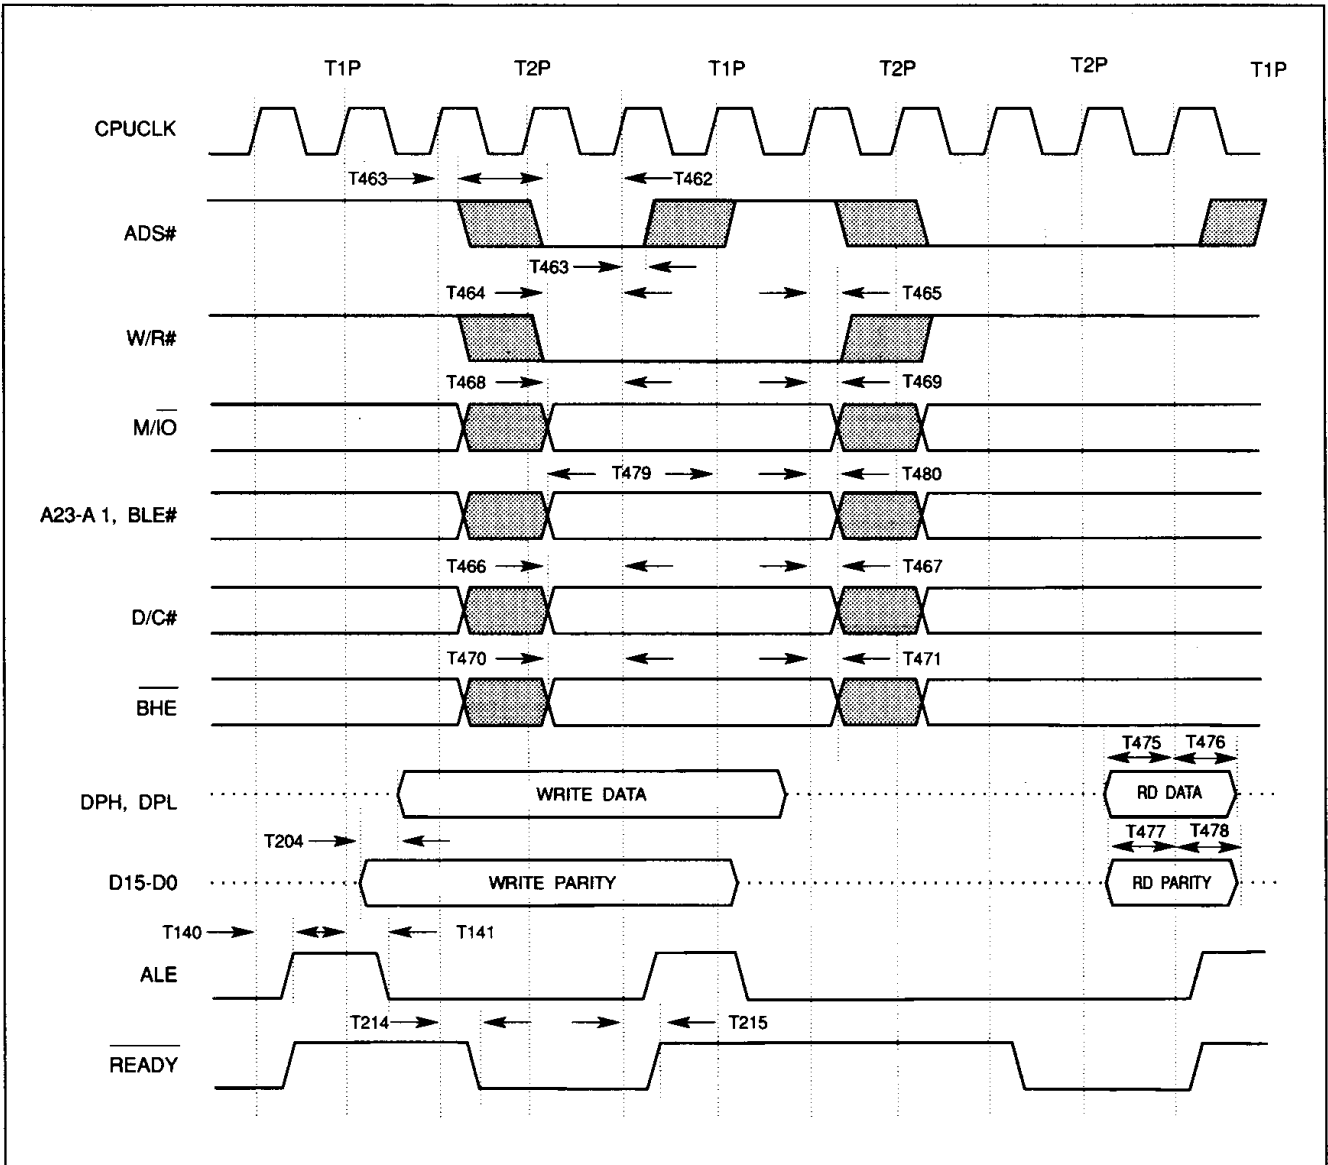 T1P T2P T1P T2P T2P T1P
CPUCLK
T463 T462
ADS#
T463
T464 T465
W/R#
T468 T469
M/IO
T479 T480
A23-A 1, BLE#
T466 T467
D/C#
T470 T471
BHE
T475 T476
DPH, DPL WRITE DATA RD DATA
T204 T477 T478
D15-D0 WRITE PARITY RD PARITY
T140 T141
ALE
T214 T215
READY